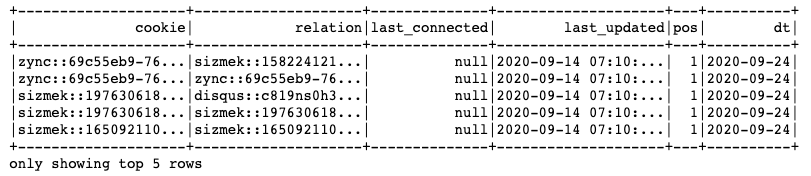 +--------------------+--------------------+--------------+--------------------+---+----------+
|              cookie|            relation|last_connected|        last_updated|pos|        dt|
+--------------------+--------------------+--------------+--------------------+---+----------+
|zync::69c55eb9-76...|sizmek::158224121...|          null|2020-09-14 07:10:...|  1|2020-09-24|
|zync::69c55eb9-76...|zync::69c55eb9-76...|          null|2020-09-14 07:10:...|  1|2020-09-24|
|sizmek::197630618...|disqus::c819ns0h3...|          null|2020-09-14 07:10:...|  1|2020-09-24|
|sizmek::197630618...|sizmek::197630618...|          null|2020-09-14 07:10:...|  1|2020-09-24|
|sizmek::165092110...|sizmek::165092110...|          null|2020-09-14 07:10:...|  1|2020-09-24|
+--------------------+--------------------+--------------+--------------------+---+----------+
only showing top 5 rows